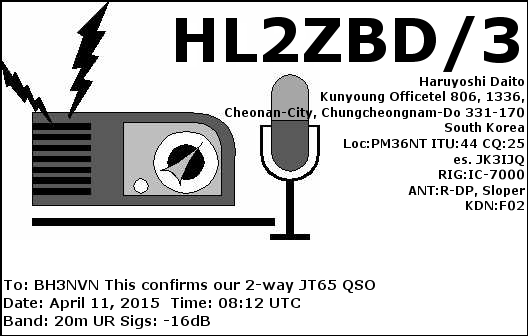 HL2ZBD/3
Haruyoshi Daito
Kunyoung Officetel 806, 1336,
Cheonan-City, Chungcheongnam-Do 331-170
South Korea
Loc:PM36NT ITU:44 CQ:25
es. JK3IJQ
RIG:IC-7000
ANT:R-DP, Sloper
KDN:F02
To: BH3NVN This confirms our 2-way JT65 QSO
Date: April 11, 2015 Time: 08:12 UTC
Band: 20m UR Sigs: -16dB